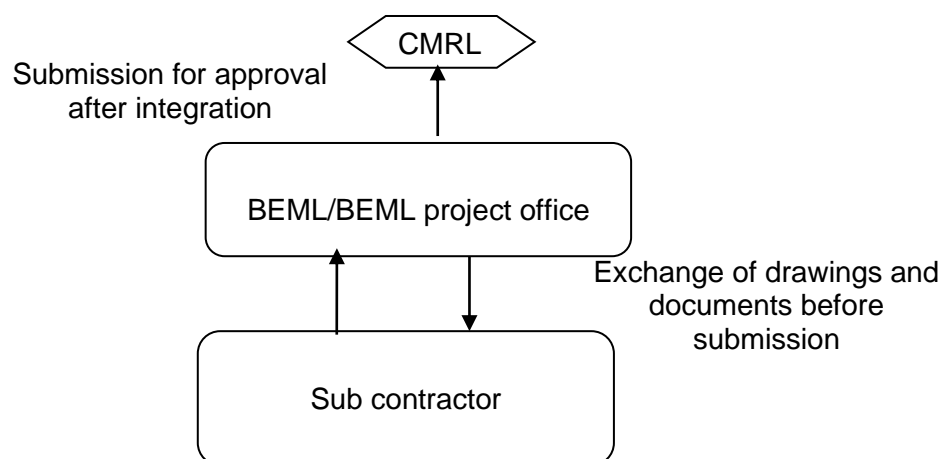 CMRL
Submission for approval
after integration
BEML/BEML project office
Exchange of drawings and
documents before
submission
Sub contractor